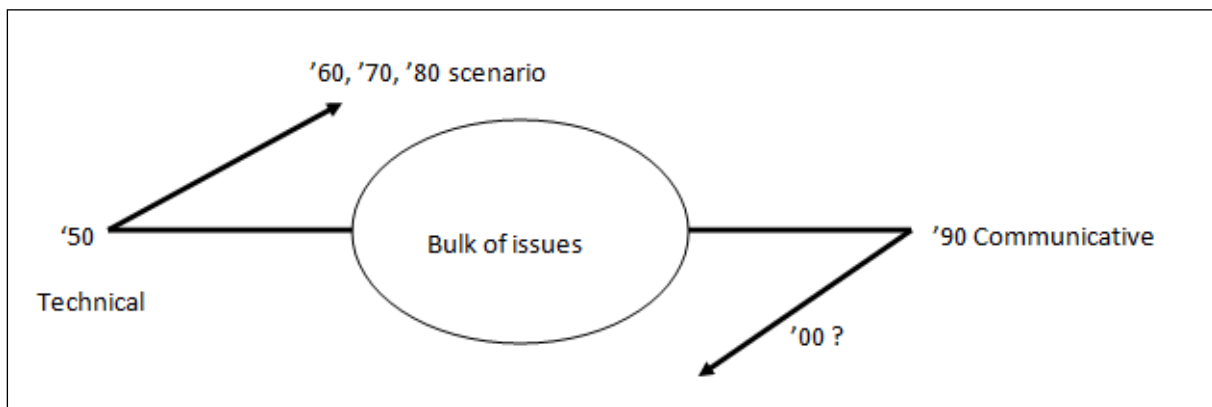 ’60, ’70, ’80 scenario
‘50
Technical
Bulk of issues
’90 Communicative
’00 ?